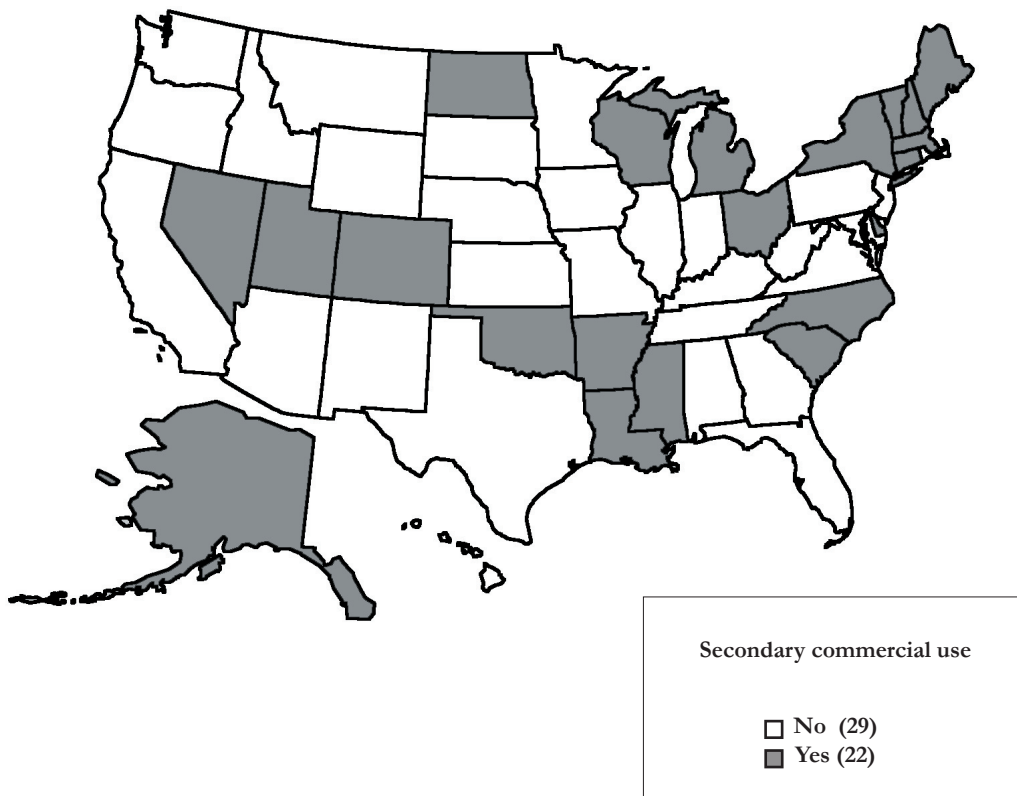 Secondary commercial use
No (29)
Yes (22)